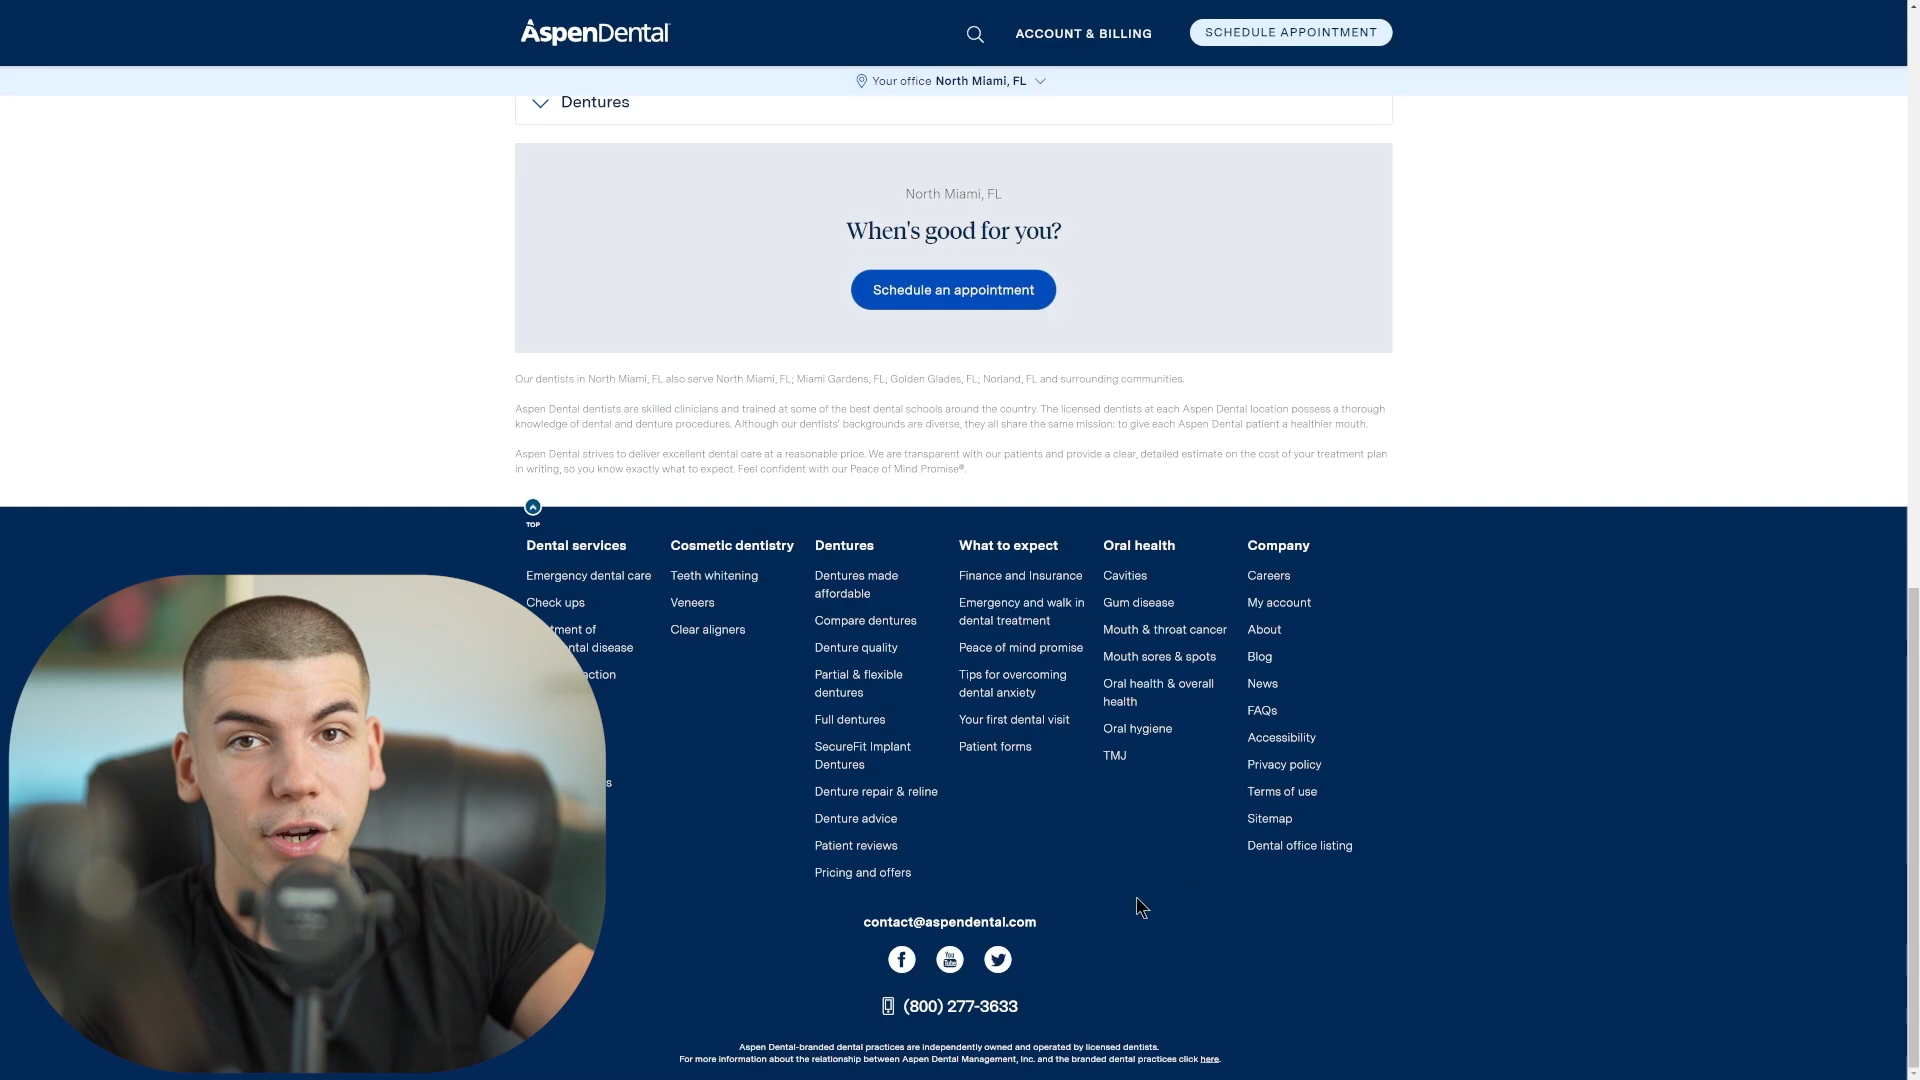 AspenDental
ACCOUNT & BILLING
SCHEDULE APPOINTMENT
Your office North Miami, FL
Dentures
North Miami, FL
When's good for you?
Schedule an appointment
Our dentists in North Miami, FL also serve North Miami, FL; Miami Gardens, FL; Golden Glades, FL; Norland, FL and surrounding communities.
Aspen Dental dentists are skilled clinicians and trained at some of the best dental schools around the country. The licensed dentists at each Aspen Dental location possess a thorough
knowledge of dental and denture procedures. Although our dentists' backgrounds are diverse, they all share the same mission: to give each Aspen Dental patient a healthier mouth.
Aspen Dental strives to deliver excellent dental care at a reasonable price. We are transparent with our patients and provide a clear, detailed estimate on the cost of your treatment plan
in writing, so you know exactly what to expect. Feel confident with our Peace of Mind Promise®.
TOP
Dental services
Emergency dental care
Check ups
tment of
ntal disease
action
s
Cosmetic dentistry
Teeth whitening
Veneers
Clear aligners
Dentures
Dentures made
affordable
Compare dentures
Denture quality
Partial & flexible
dentures
Full dentures
SecureFit Implant
Dentures
Denture repair & reline
Denture advice
Patient reviews
Pricing and offers
What to expect
Finance and Insurance
Emergency and walk in
dental treatment
Peace of mind promise
Tips for overcoming
dental anxiety
Your first dental visit
Patient forms
Oral health
Cavities
Gum disease
Mouth & throat cancer
Mouth sores & spots
Oral health & overall
health
Oral hygiene
TMJ
Company
Careers
My account
About
Blog
News
FAQs
Accessibility
Privacy policy
Terms of use
Sitemap
Dental office listing
contact@aspendental.com
f
You
Tube
(800) 277-3633
Aspen Dental-branded dental practices are independently owned and operated by licensed dentists.
For more information about the relationship between Aspen Dental Management, Inc. and the branded dental practices click here.